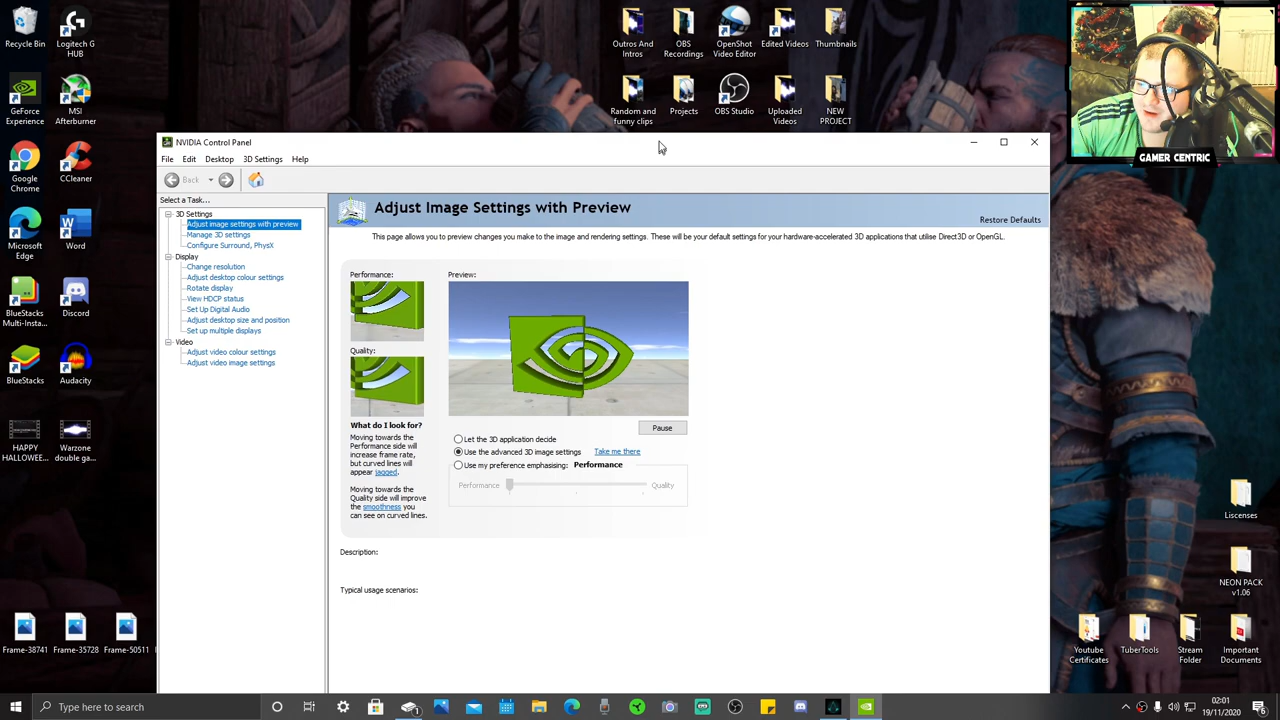 Recycle Bin
Logitech G
HUB
Outros And
Intros
OBS
Recordings
OpenShot
Video Editor
Edited Videos
Thumbnails
GeForce
Experience
MSI
Afterburner
Random and
funny clips
Projects
OBS Studio
Uploaded
Videos
NEW
PROJECT
GAMER CENTRIC
Google
Chrome
CCleaner
Microsoft
Edge
Word
BlueStacks
Multi-Insta...
Discord
BlueStacks
Audacity
HAPPY
HALLOWEE...
Warzone
double ga...
Frame-38741
Frame-35728
Frame-50511
NVIDIA Control Panel
File Edit Desktop 3D Settings Help
Back
Select a Task...
3D Settings
Adjust image settings with preview
Manage 3D settings
Configure Surround, PhysX
Display
Change resolution
Adjust desktop colour settings
Rotate display
View HDCP status
Set Up Digital Audio
Adjust desktop size and position
Set up multiple displays
Video
Adjust video colour settings
Adjust video image settings
Adjust Image Settings with Preview
Restore Defaults
This page allows you to preview changes you make to the image and rendering settings. These will be your default settings for your hardware-accelerated 3D applications that utilise Direct3D or OpenGL.
Performance:
Quality:
What do I look for?
Moving towards the
Performance side will
increase frame rate,
but curved lines will
appear jagged.
Moving towards the
Quality side will improve
the smoothness you
can see on curved lines.
Preview:
Pause
Let the 3D application decide
Use the advanced 3D image settings Take me there
Use my preference emphasising: Performance
Performance Quality
Description:
Typical usage scenarios:
Liscenses
NEON PACK
v1.06
Youtube
Certificates
TuberTools
Stream
Folder
Important
Documents
Type here to search
02:01
19/11/2020
6